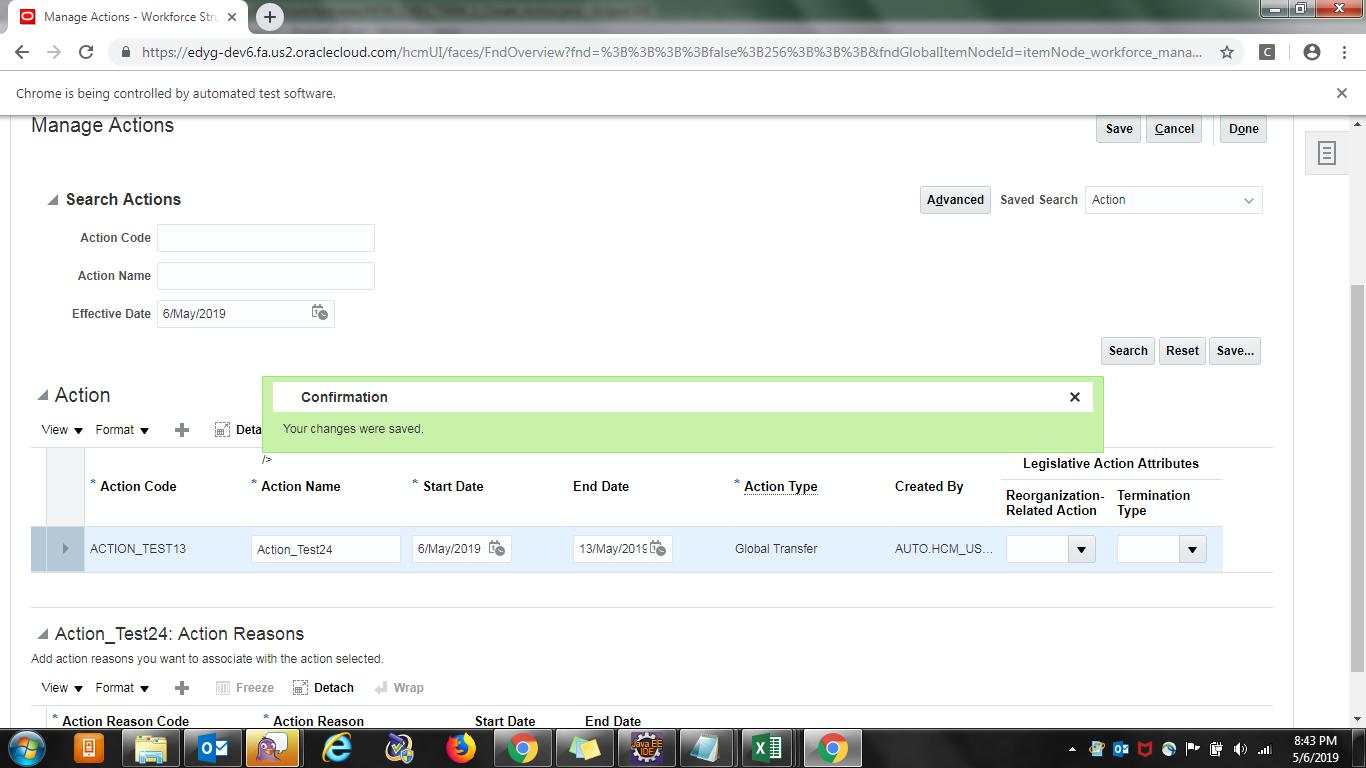 Manage Actions - Workforce Stru
https://edyg-dev6.fa.us2.oraclecloud.com/hcmUI/faces/FndOverview?fnd=%3B%3B%3B%3Bfalse%3B256%3B%3B%3B&fndGlobalItemNodeId=itemNode_workforce_mana...
C
Chrome is being controlled by automated test software.
Manage Actions
Save Cancel Done
Search Actions
Advanced Saved Search Action
Action Code
Action Name
Effective Date 6/May/2019
Search Reset Save...
Action
Confirmation
View Format Deta
Your changes were saved.
/>
Legislative Action Attributes
* Action Code * Action Name * Start Date End Date * Action Type Created By Reorganization-Related Action Termination Type
ACTION_TEST13 Action_Test24 6/May/2019 13/May/2019 Global Transfer AUTO.HCM_US...
Action_Test24: Action Reasons
Add action reasons you want to associate with the action selected.
View Format Freeze Detach Wrap
* Action Reason Code * Action Reason Start Date End Date
Java EE
IDE
8:43 PM
5/6/2019